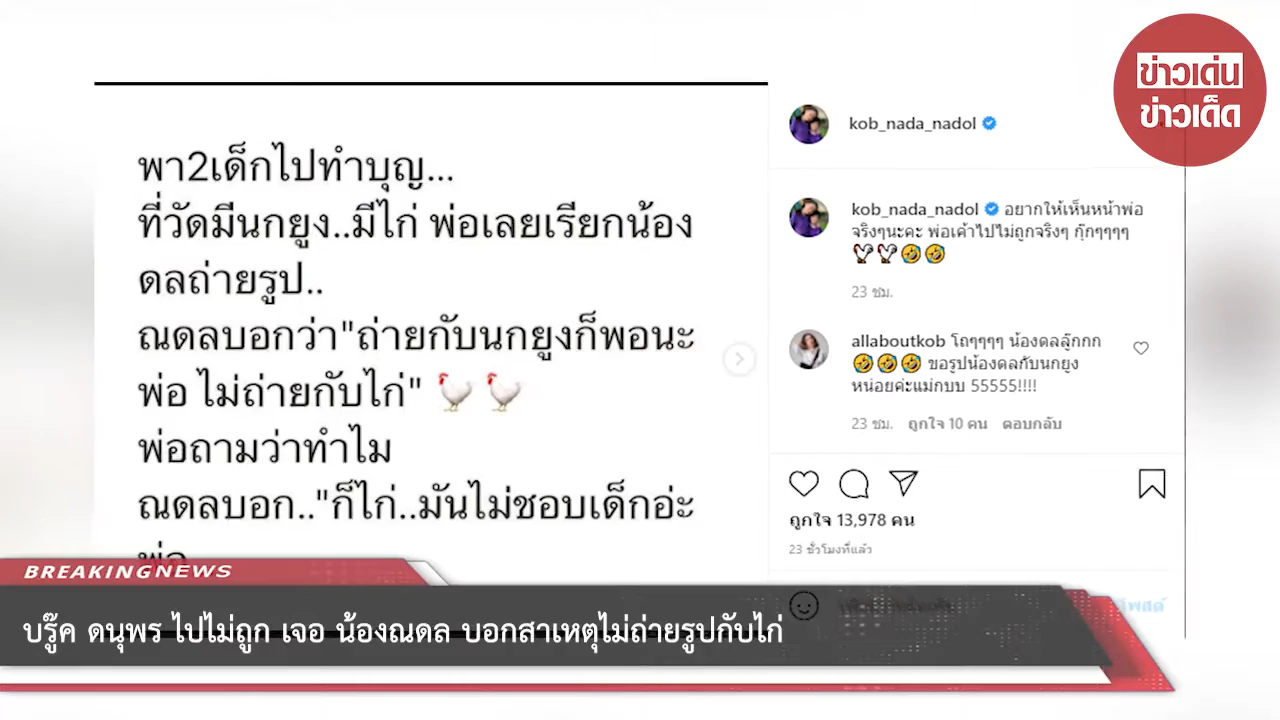 ข่าวเด่น
ข่าวเด็ด
พา2เด็กไปทำบุญ...
ที่วัดมีนกยูง..มีไก่ พ่อเลยเรียกน้อง
ดลถ่ายรูป..
ณดลบอกว่า"ถ่ายกับนกยูงก็พอนะ
พ่อ ไม่ถ่ายกับไก่" 🐓🐓
พ่อถามว่าทำไม
ณดลบอก.."ก็ไก่..มันไม่ชอบเด็กอ่ะ
พ่อ
kob_nada_nadol
kob_nada_nadol อยากให้เห็นหน้าพ่อ
จริงๆนะคะ พ่อเค้าไปไม่ถูกจริงๆ กุ๊กๆๆๆๆ
🐓🐓🤣🤣
23 ชม.
allaboutkob โถๆๆๆๆ น้องดลลู๊กกก
🤣🤣🤣 ขอรูปน้องดลกับนกยูง
หน่อยค่ะแม่กบบ 55555!!!!
23 ชม. ถูกใจ 10 คน ตอบกลับ
ถูกใจ 13,978 คน
23 ชั่วโมงที่แล้ว
โพสต์
BREAKINGNEWS
บรู๊ค ดนุพร ไปไม่ถูก เจอ น้องณดล บอกสาเหตุไม่ถ่ายรูปกับไก่